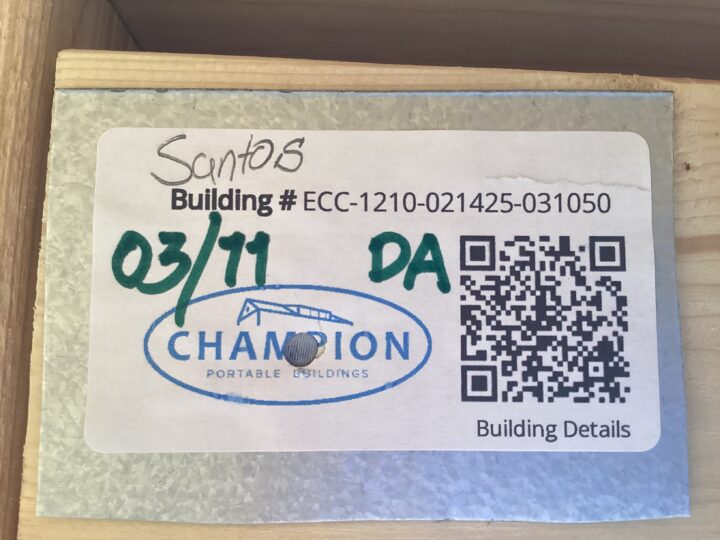 Santos
Building # ECC-1210-021425-031050
03/11 DA
CHAMPION
PORTABLE BUILDINGS
Building Details